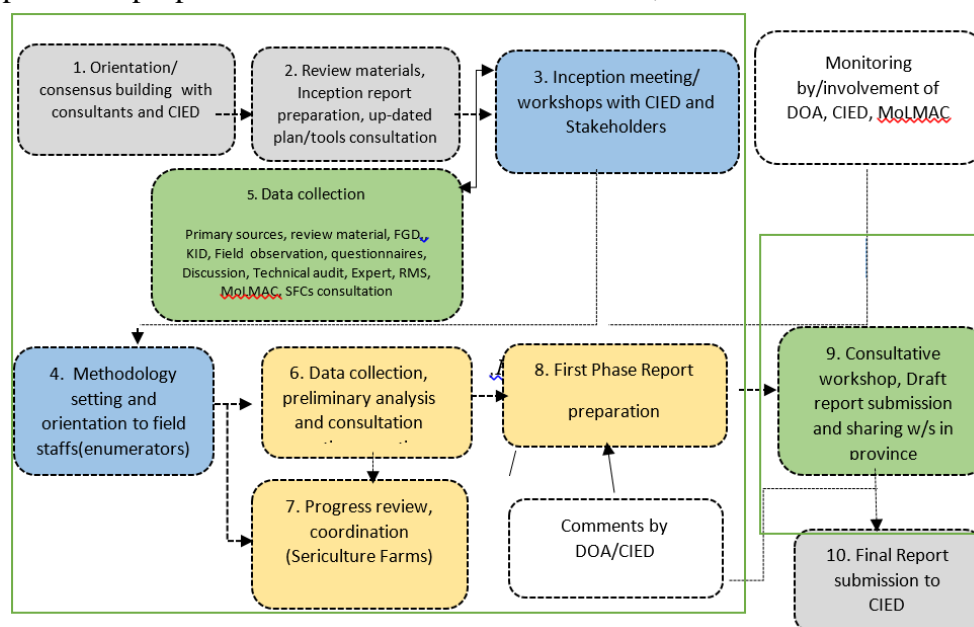 1. Orientation/
consensus building with
consultants and CIED
2. Review materials,
Inception report
preparation, up-dated
plan/tools consultation
3. Inception meeting/
workshops with CIED and
Stakeholders
Monitoring
by/involvement of
DOA, CIED, MoLMAC
5. Data collection
Primary sources, review material, FGD,,
KID, Field observation, questionnaires,
Discussion, Technical audit, Expert, RMS,
MoLMAC, SFCs consultation
4. Methodology
setting and
orientation to field
staffs(enumerators)
6. Data collection,
preliminary analysis
and consultation
8. First Phase Report
preparation
9. Consultative
workshop, Draft
report submission
and sharing w/s in
province
7. Progress review,
coordination
(Sericulture Farms)
Comments by
DOA/CIED
10. Final Report
submission to
CIED